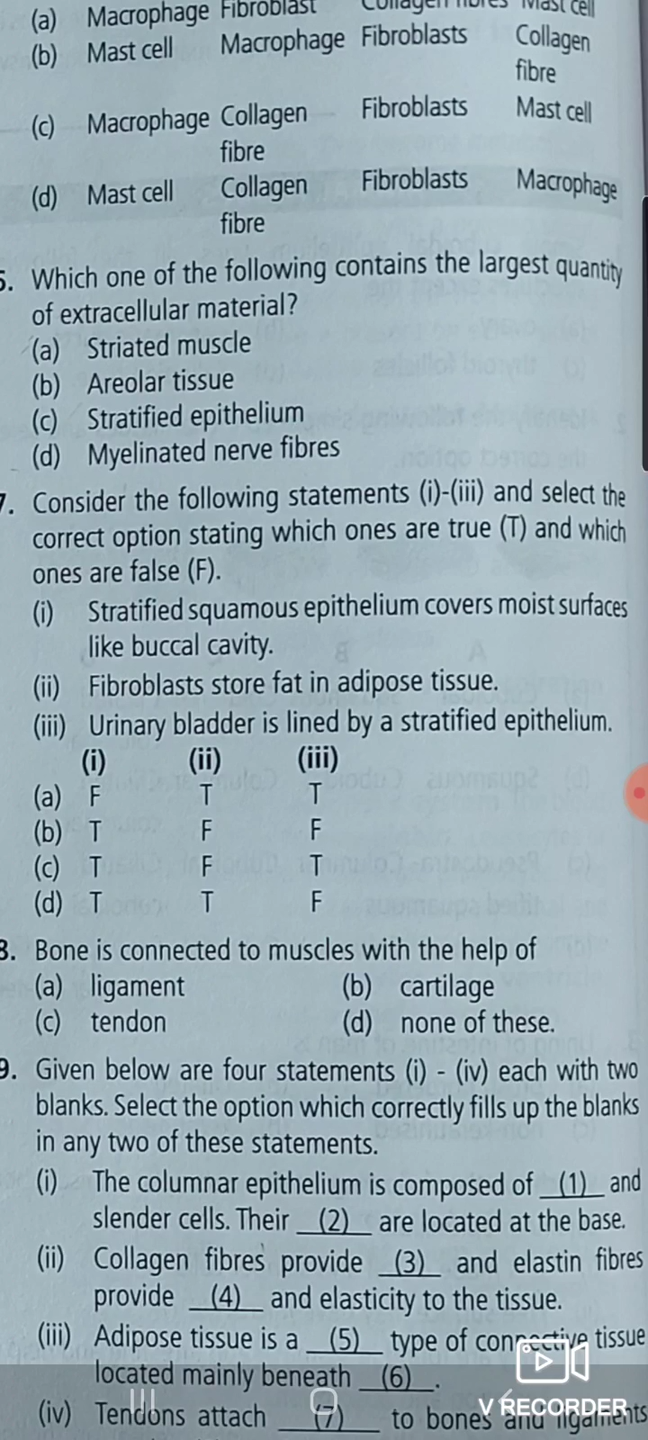 (a) Macrophage Fibroblast Collagen fibres Mast cell
(b) Mast cell Macrophage Fibroblasts Collagen
fibre
(c) Macrophage Collagen Fibroblasts Mast cell
fibre
(d) Mast cell Collagen Fibroblasts Macrophage
fibre
Which one of the following contains the largest quantity
of extracellular material?
(a) Striated muscle
(b) Areolar tissue
(c) Stratified epithelium
(d) Myelinated nerve fibres
7. Consider the following statements (i)-(iii) and select the
correct option stating which ones are true (T) and which
ones are false (F).
(i) Stratified squamous epithelium covers moist surfaces
like buccal cavity.
(ii) Fibroblasts store fat in adipose tissue.
(iii) Urinary bladder is lined by a stratified epithelium.
(i) (ii) (iii)
(a) F T T
(b) T F F
(c) T F T
(d) T T F
8. Bone is connected to muscles with the help of
(a) ligament (b) cartilage
(c) tendon (d) none of these.
9. Given below are four statements (i) - (iv) each with two
blanks. Select the option which correctly fills up the blanks
in any two of these statements.
(i) The columnar epithelium is composed of (1) and
slender cells. Their (2) are located at the base.
(ii) Collagen fibres provide (3) and elastin fibres
provide (4) and elasticity to the tissue.
(iii) Adipose tissue is a (5) type of connective tissue
located mainly beneath (6).
(iv) Tendons attach (7) to bones and ligaments
V RECORDER